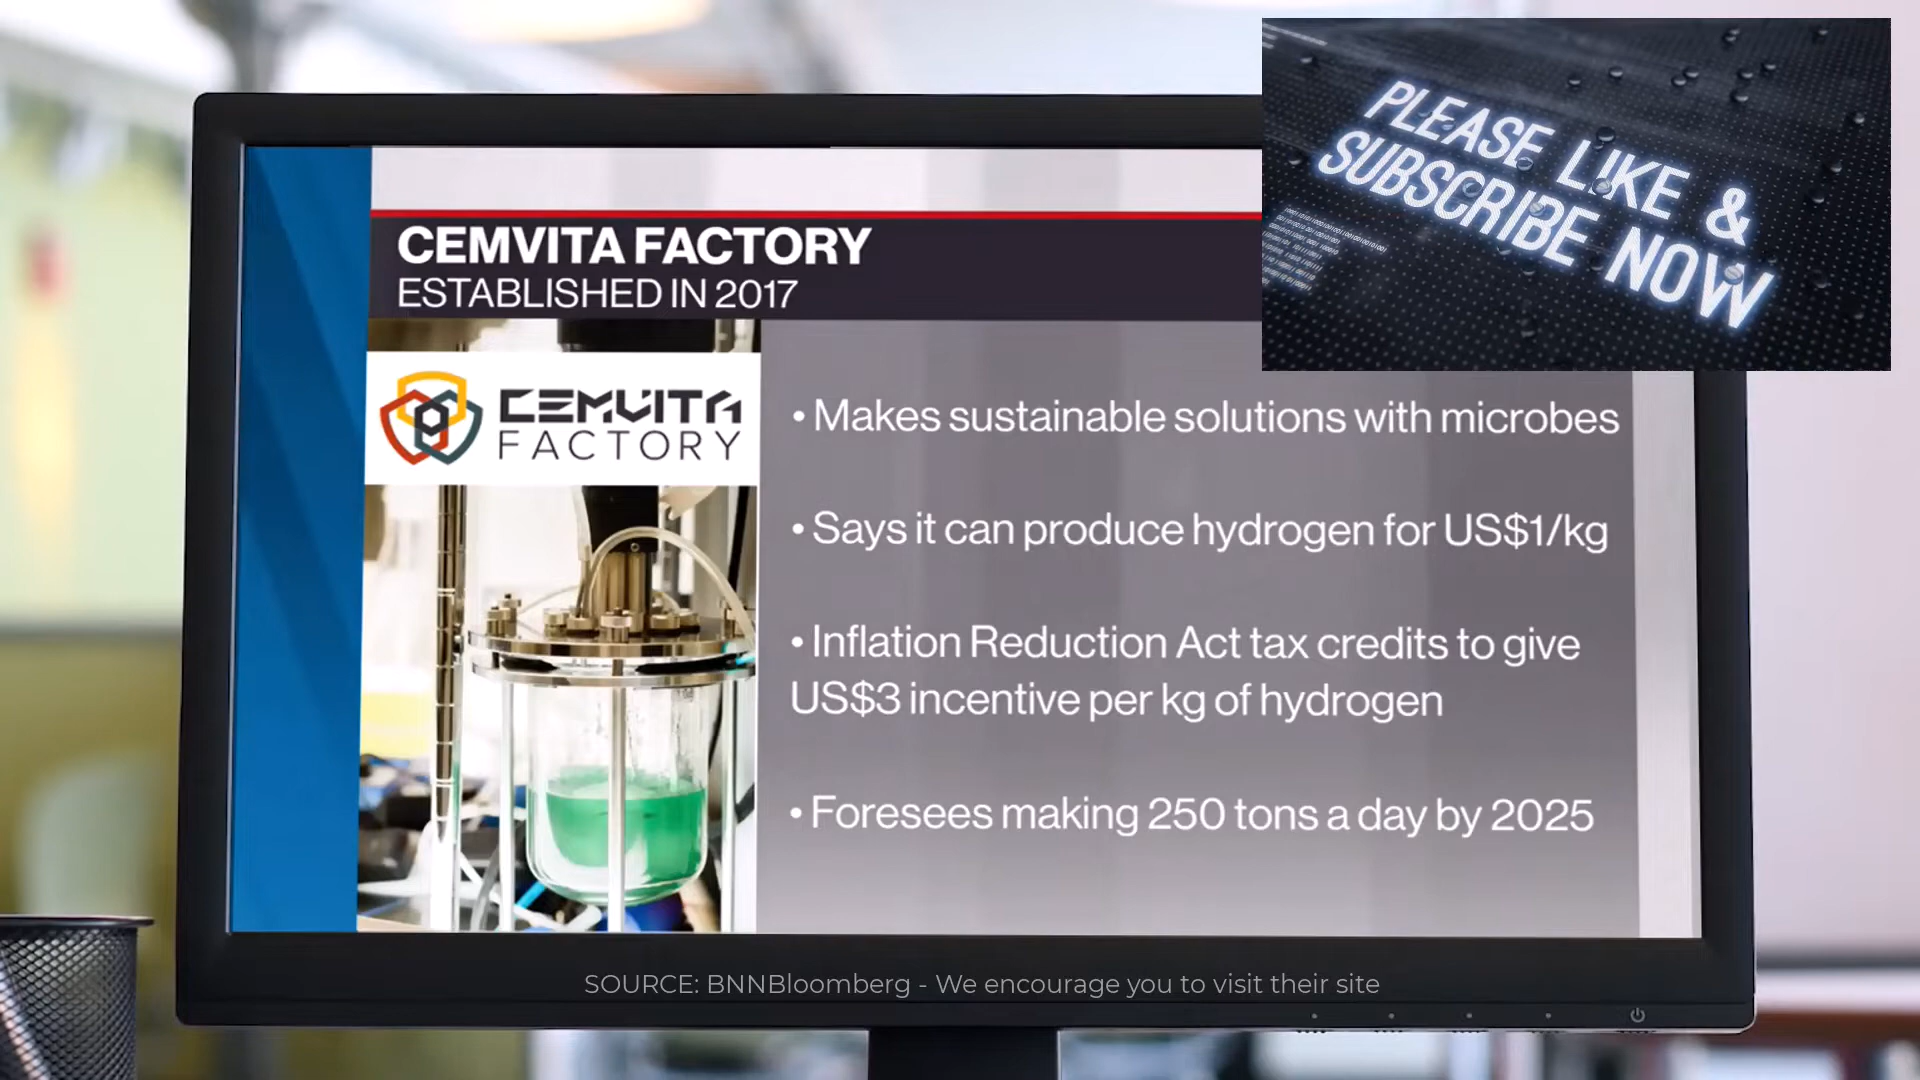 PLEASE LIKE &
SUBSCRIBE NOW
CEMVITA FACTORY
ESTABLISHED IN 2017
CEMVITA
FACTORY
• Makes sustainable solutions with microbes
• Says it can produce hydrogen for US$1/kg
• Inflation Reduction Act tax credits to give
US$3 incentive per kg of hydrogen
• Foresees making 250 tons a day by 2025
SOURCE: BNNBloomberg - We encourage you to visit their site